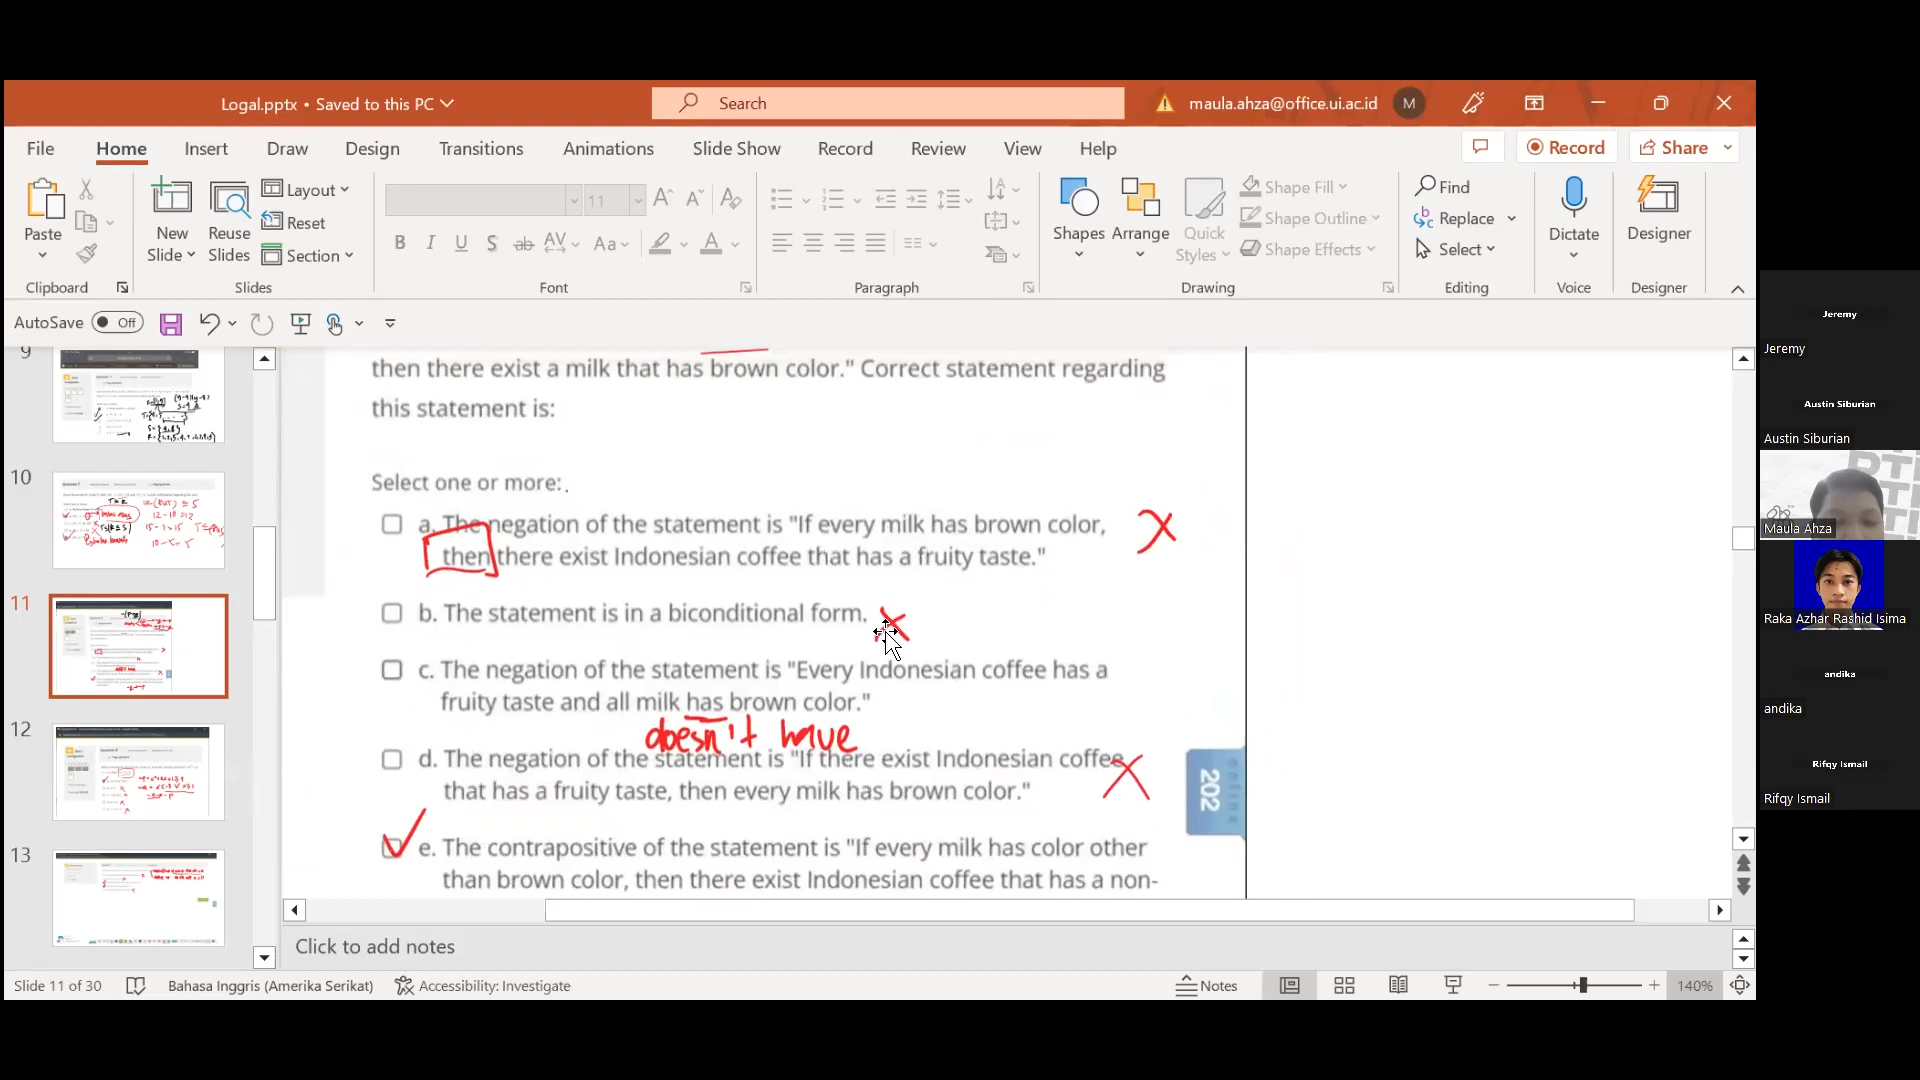 Logal.pptx • Saved to this PC
Search
maula.ahza@office.ui.ac.id
M
File
Home
Insert
Draw
Design
Transitions
Animations
Slide Show
Record
Review
View
Help
Record
Share
Paste
New
Slide
Reuse
Slides
Layout
Reset
Section
11
B
I
U
S
ab
AV
Aa
A
Shapes
Arrange
Quick
Styles
Shape Fill
Shape Outline
Shape Effects
Find
Replace
Select
Dictate
Designer
Clipboard
Slides
Font
Paragraph
Drawing
Editing
Voice
Designer
AutoSave
Off
9
10
11
12
13
then there exist a milk that has brown color." Correct statement regarding
this statement is:
Select one or more:
a. The negation of the statement is "If every milk has brown color,
then there exist Indonesian coffee that has a fruity taste."
X
b. The statement is in a biconditional form.
X
c. The negation of the statement is "Every Indonesian coffee has a
fruity taste and all milk has brown color."
doesn't have
d. The negation of the statement is "If there exist Indonesian coffee
that has a fruity taste, then every milk has brown color."
X
e. The contrapositive of the statement is "If every milk has color other
than brown color, then there exist Indonesian coffee that has a non-
202
Click to add notes
Slide 11 of 30
Bahasa Inggris (Amerika Serikat)
Accessibility: Investigate
Notes
140%
Jeremy
Jeremy
Austin Siburian
Austin Siburian
Maula Ahza
Raka Azhar Rashid Isima
andika
andika
Rifqy Ismail
Rifqy Ismail